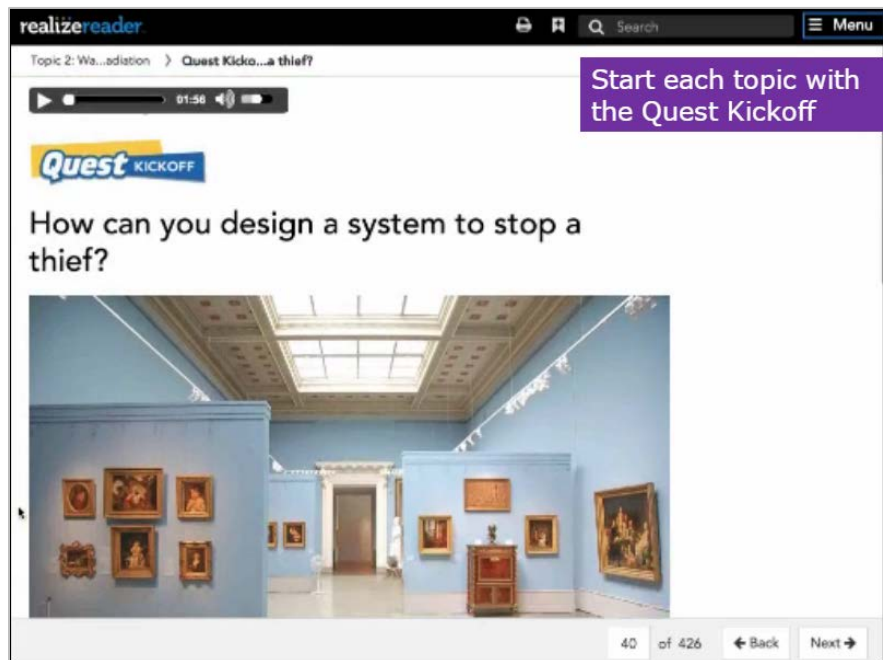 realizereader.
Search
Menu
Topic 2: Wa...adiation > Quest Kicko...a thief?
Start each topic with
the Quest Kickoff
01:56
Quest KICKOFF
How can you design a system to stop a
thief?
40 of 426 Back Next